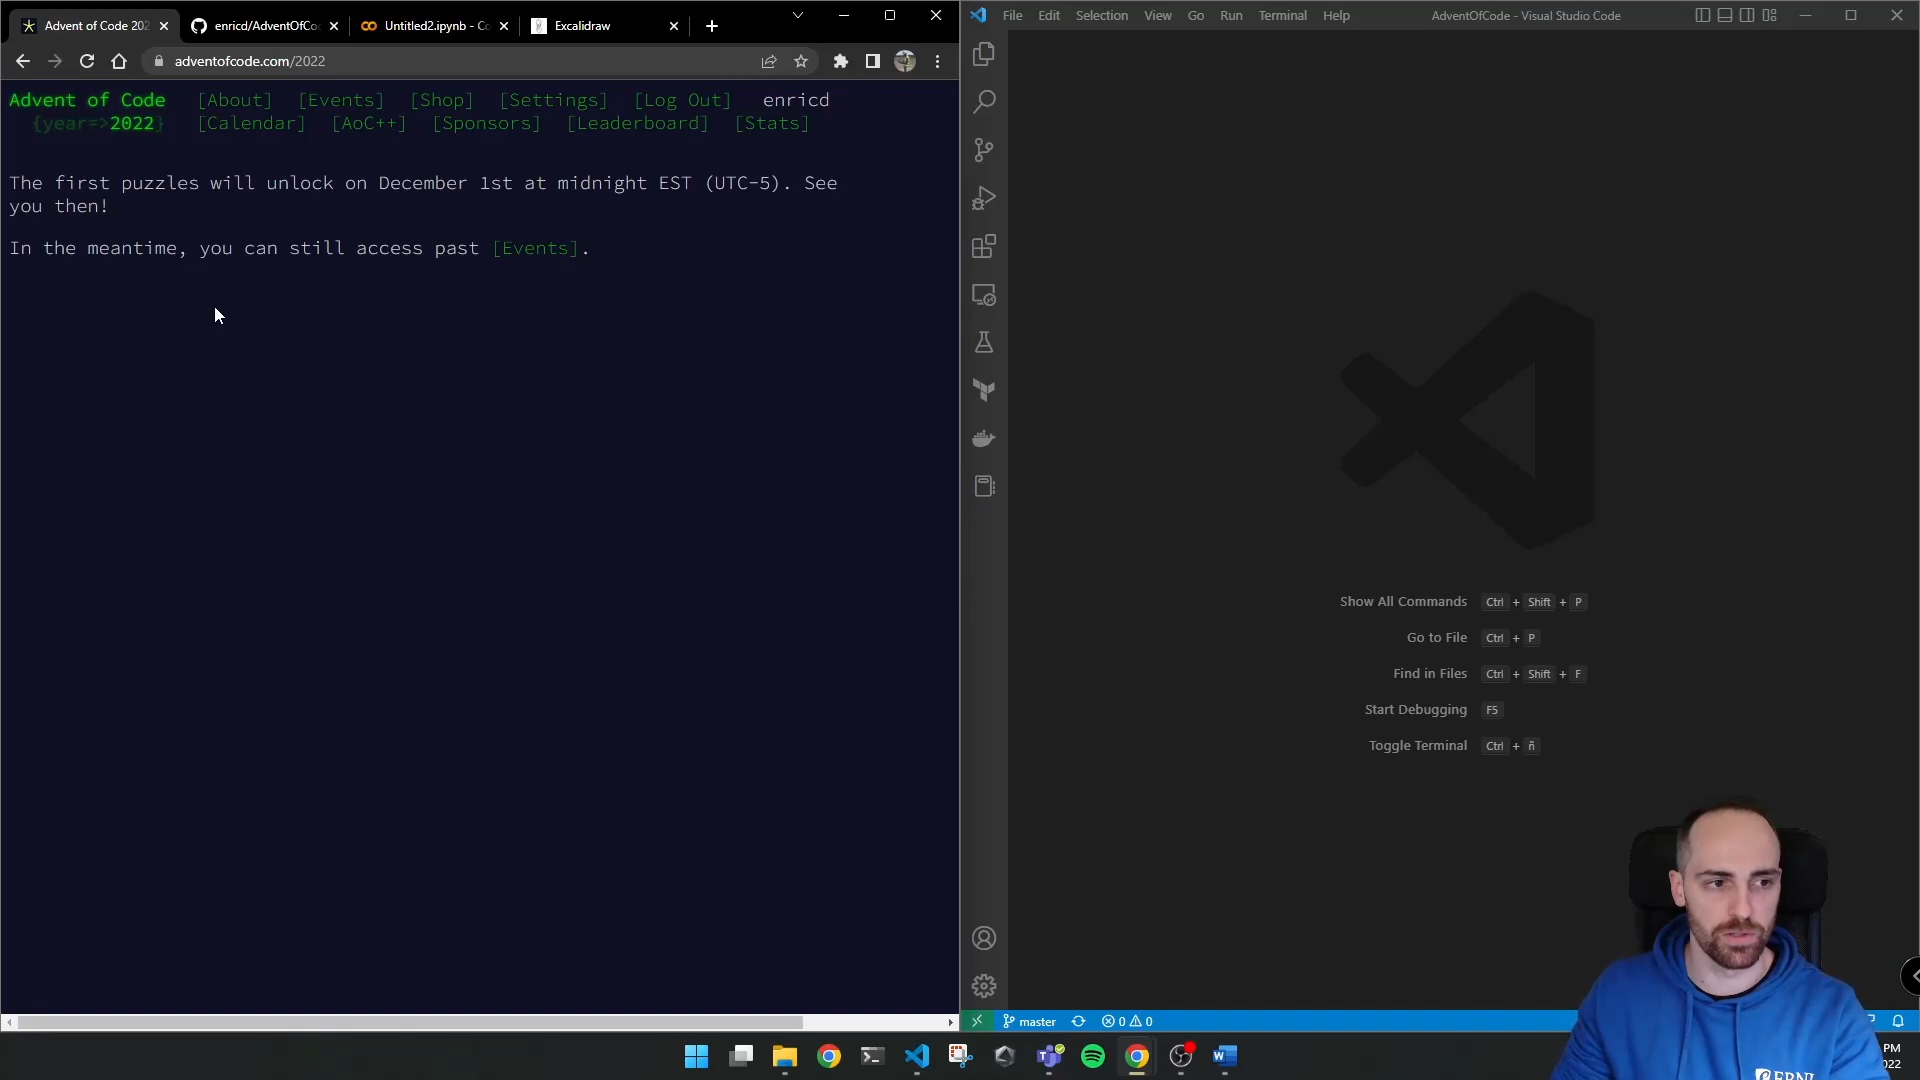 Advent of Code 202
enricd/AdventOfCo
Untitled2.ipynb - Co
Excalidraw
adventofcode.com/2022
Advent of Code [About] [Events] [Shop] [Settings] [Log Out] enricd
{year=>2022} [Calendar] [AoC++] [Sponsors] [Leaderboard] [Stats]
The first puzzles will unlock on December 1st at midnight EST (UTC-5). See
you then!
In the meantime, you can still access past [Events].
File Edit Selection View Go Run Terminal Help
AdventOfCode - Visual Studio Code
Show All Commands Ctrl + Shift + P
Go to File Ctrl + P
Find in Files Ctrl + Shift + F
Start Debugging F5
Toggle Terminal Ctrl + ñ
master
0 0
PM
022